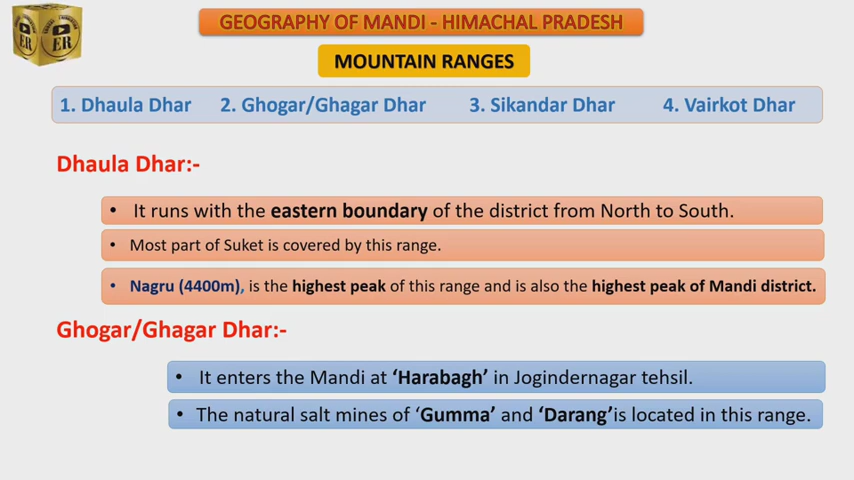 ER
ER
GEOGRAPHY OF MANDI - HIMACHAL PRADESH
MOUNTAIN RANGES
1. Dhaula Dhar 2. Ghogar/Ghagar Dhar 3. Sikandar Dhar 4. Vairkot Dhar
Dhaula Dhar:-
• It runs with the eastern boundary of the district from North to South.
• Most part of Suket is covered by this range.
• Nagru (4400m), is the highest peak of this range and is also the highest peak of Mandi district.
Ghogar/Ghagar Dhar:-
• It enters the Mandi at ‘Harabagh’ in Jogindernagar tehsil.
• The natural salt mines of ‘Gumma’ and ‘Darang’is located in this range.